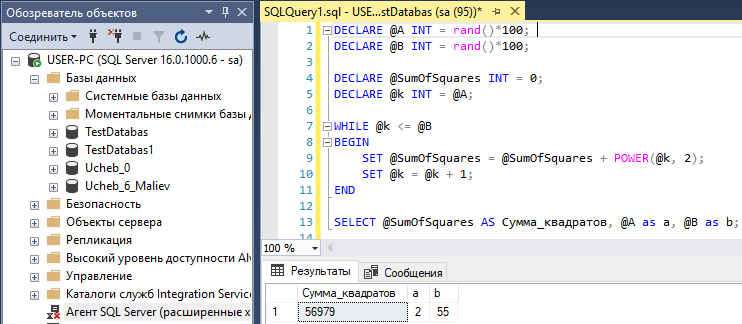 Обозреватель объектов
Соединить
USER-PC (SQL Server 16.0.1000.6 - sa)
Базы данных
Системные базы данных
Моментальные снимки базы д
TestDatabas
TestDatabas1
Ucheb_0
Ucheb_6_Maliev
Безопасность
Объекты сервера
Репликация
Высокий уровень доступности Alw
Управление
Каталоги служб Integration Service
Агент SQL Server (расширенные х
SQLQuery1.sql - USE...stDatabas (sa (95))*
1 DECLARE @A INT = rand()*100;
2 DECLARE @B INT = rand()*100;
3
4 DECLARE @SumOfSquares INT = 0;
5 DECLARE @k INT = @A;
6
7 WHILE @k <= @B
8 BEGIN
9 SET @SumOfSquares = @SumOfSquares + POWER(@k, 2);
10 SET @k = @k + 1;
11 END
12
13 SELECT @SumOfSquares AS Сумма_квадратов, @A as a, @B as b;
14
100 %
Результаты Сообщения
Сумма_квадратов a b
1 56979 2 55